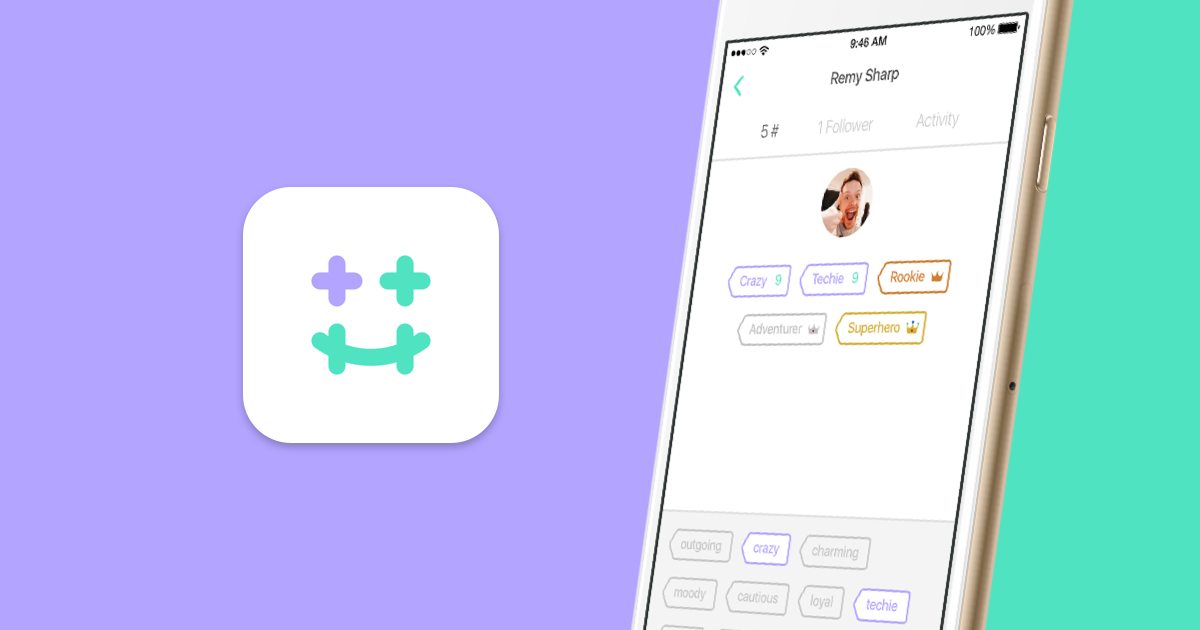 9:46 AM
100%
Remy Sharp
5 # 1 Follower Activity
Crazy 9 Techie 9 Rookie
Adventurer Superhero
outgoing crazy charming
moody cautious loyal techie